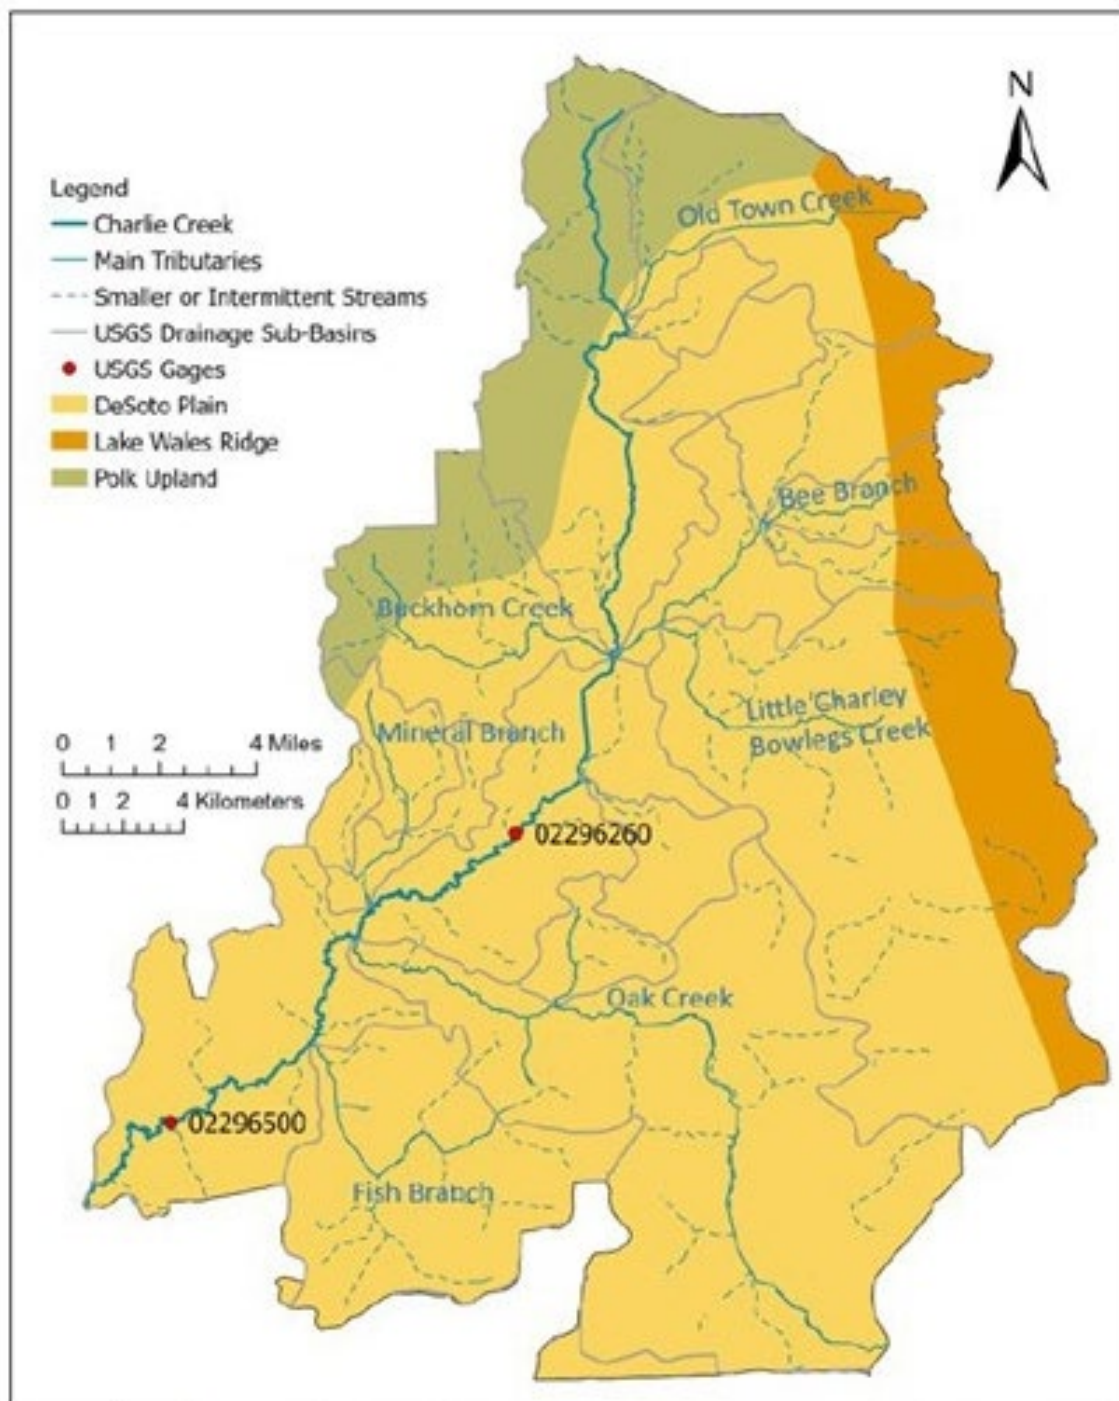 N
Legend
Charlie Creek
Main Tributaries
Smaller or Intermittent Streams
USGS Drainage Sub-Basins
USGS Gages
DeSoto Plain
Lake Wales Ridge
Polk Upland
Old Town Creek
Bee Branch
Buckhorn Creek
Little Charley
Bowlegs Creek
Mineral Branch
0 1 2 4 Miles
0 1 2 4 Kilometers
02296260
Oak Creek
02296500
Fish Branch